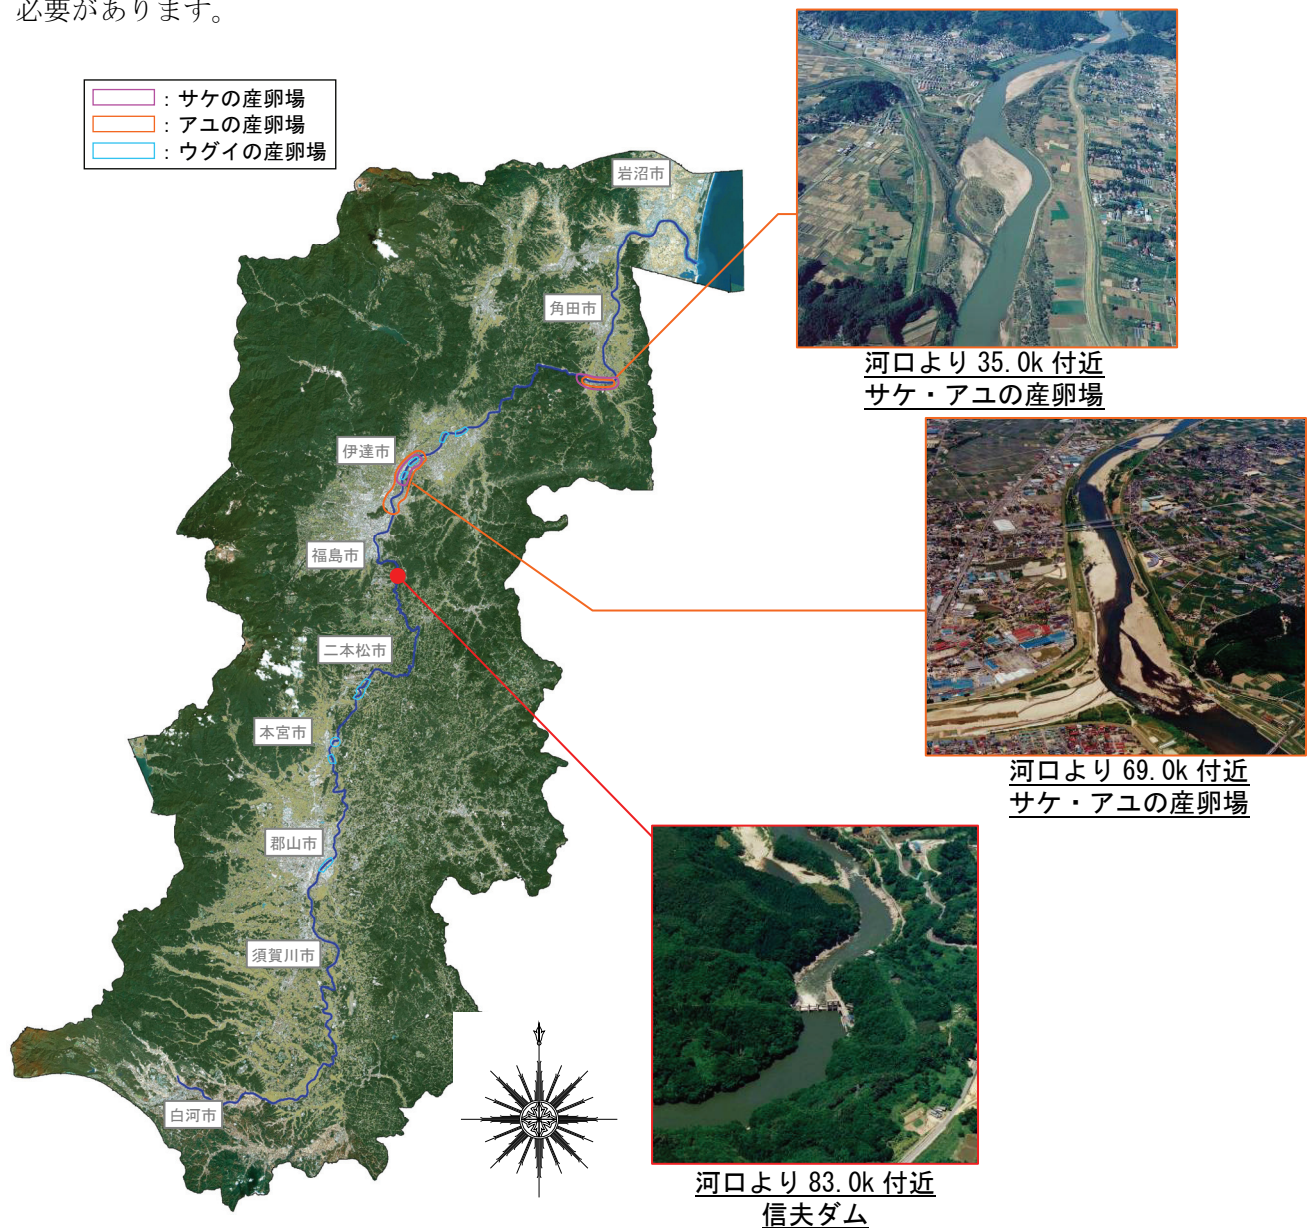 必要があります。
：サケの産卵場
：アユの産卵場
：ウグイの産卵場
岩沼市
角田市
河口より 35.0k 付近
サケ・アユの産卵場
伊達市
福島市
河口より 69.0k 付近
サケ・アユの産卵場
二本松市
本宮市
郡山市
須賀川市
白河市
河口より 83.0k 付近
信夫ダム